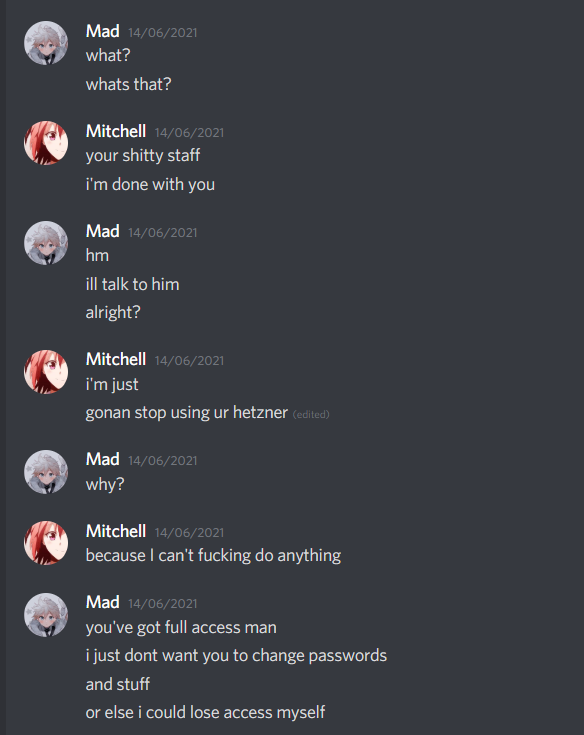 Mad 14/06/2021
what?
whats that?
Mitchell 14/06/2021
your shitty staff
i'm done with you
Mad 14/06/2021
hm
ill talk to him
alright?
Mitchell 14/06/2021
i'm just
gonan stop using ur hetzner (edited)
Mad 14/06/2021
why?
Mitchell 14/06/2021
because I can't fucking do anything
Mad 14/06/2021
you've got full access man
i just dont want you to change passwords
and stuff
or else i could lose access myself